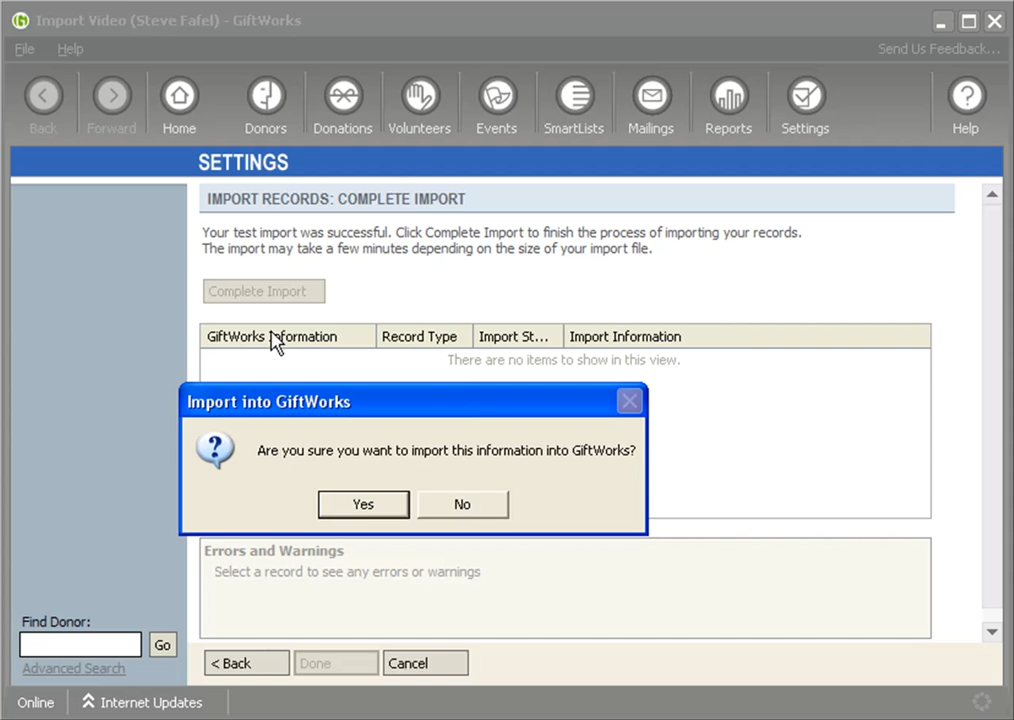 Import Video (Steve Fafel) - GiftWorks
File Help Send Us Feedback...
Back Forward Home Donors Donations Volunteers Events SmartLists Mailings Reports Settings Help
SETTINGS
IMPORT RECORDS: COMPLETE IMPORT
Your test import was successful. Click Complete Import to finish the process of importing your records.
The import may take a few minutes depending on the size of your import file.
Complete Import
GiftWorks Information Record Type Import St... Import Information
There are no items to show in this view.
Import into GiftWorks
Are you sure you want to import this information into GiftWorks?
Yes No
Errors and Warnings
Select a record to see any errors or warnings
Find Donor:
Go
Advanced Search
< Back Done Cancel
Online Internet Updates